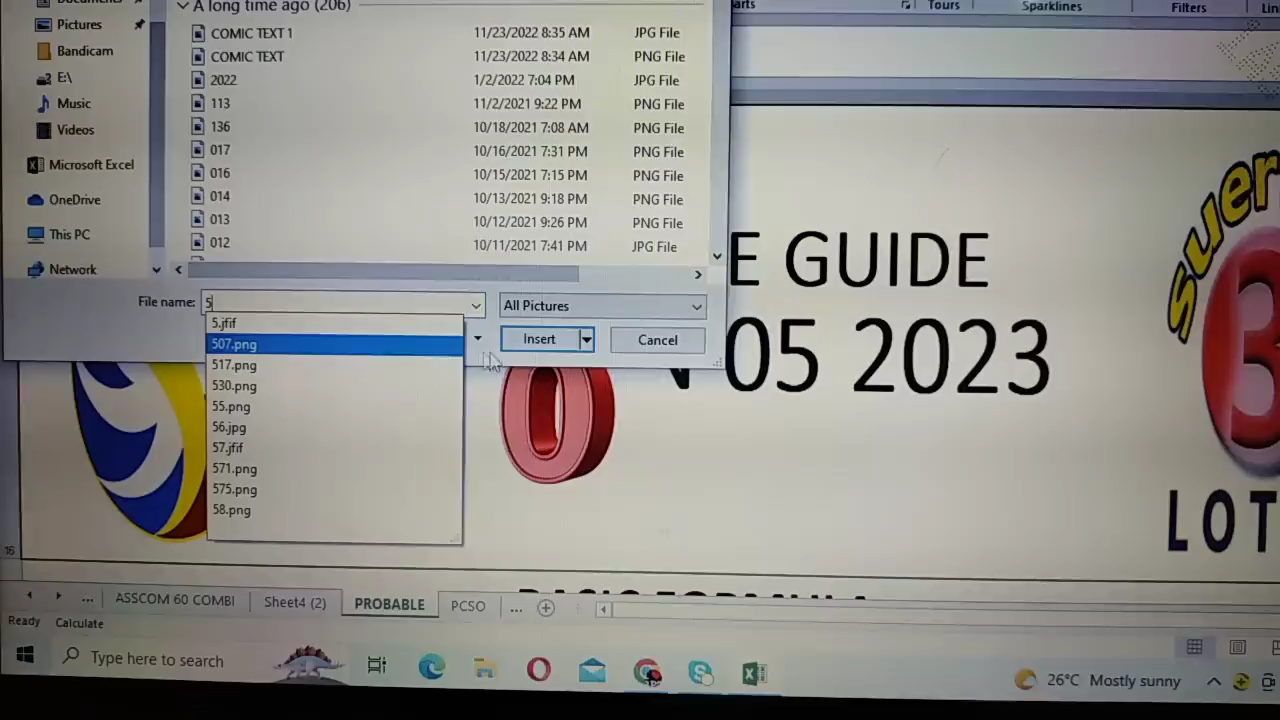 A long time ago (206)
arts
Tours
Sparklines
Filters
Documents
Pictures
Bandicam
E:\
Music
Videos
Microsoft Excel
OneDrive
This PC
Network
COMIC TEXT 1 11/23/2022 8:35 AM JPG File
COMIC TEXT 11/23/2022 8:34 AM PNG File
2022 1/2/2022 7:04 PM JPG File
113 11/2/2021 9:22 PM PNG File
136 10/18/2021 7:08 AM PNG File
017 10/16/2021 7:31 PM PNG File
016 10/15/2021 7:15 PM PNG File
014 10/13/2021 9:18 PM PNG File
013 10/12/2021 9:26 PM PNG File
012 10/11/2021 7:41 PM JPG File
File name: 5 All Pictures
Insert Cancel
5.jfif
507.png
517.png
530.png
55.png
56.jpg
57.jfif
571.png
575.png
58.png
E GUIDE
N 05 2023
0
suer
3
LOT
16
... ASSCOM 60 COMBI Sheet4 (2) PROBABLE PCSO ...
Ready Calculate
Type here to search
26°C Mostly sunny